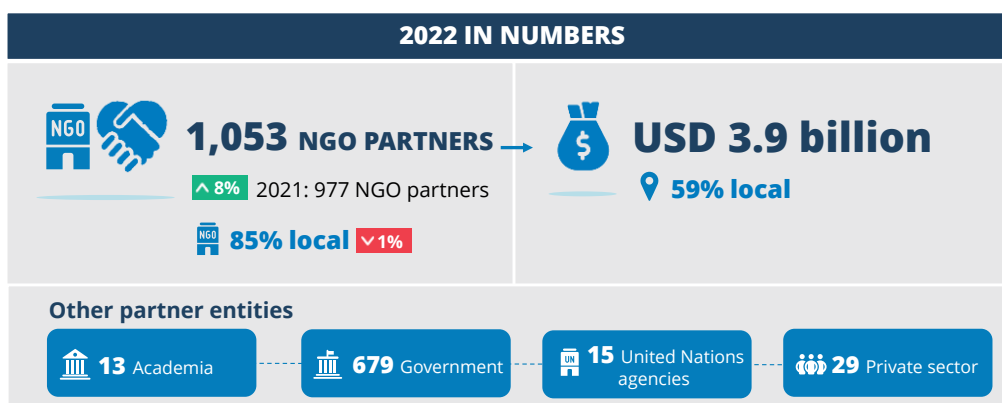 2022 IN NUMBERS
NGO
1,053 NGO PARTNERS
8% 2021: 977 NGO partners
NGO 85% local 1%
$ USD 3.9 billion
59% local
Other partner entities
13 Academia
679 Government
UN 15 United Nations
agencies
29 Private sector